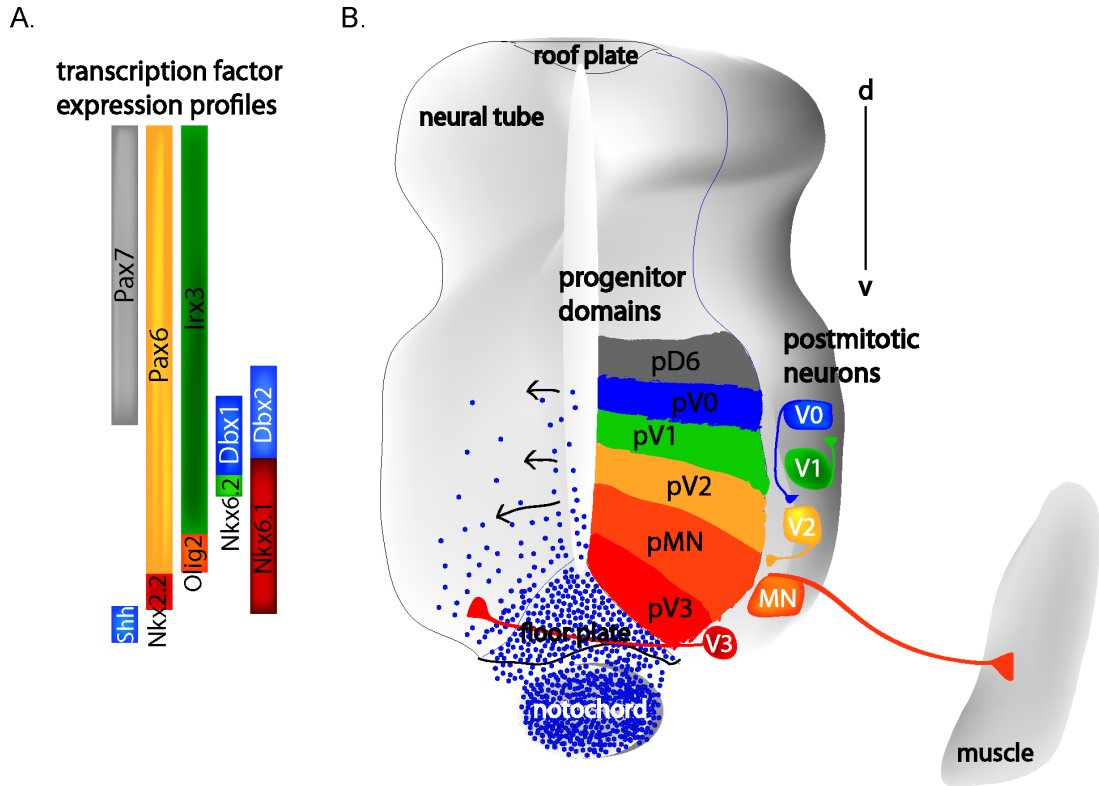 A.
transcription factor
expression profiles
Pax7
Pax6
Irx3
Dbx1
Dbx2
Nkx6.2
Nkx6.1
Olig2
Nkx2.2
Shh
B.
roof plate
neural tube
d
v
progenitor
domains
postmitotic
neurons
pD6
pV0
pV1
pV2
pMN
pV3
V0
V1
V2
MN
V3
floor plate
notochord
muscle